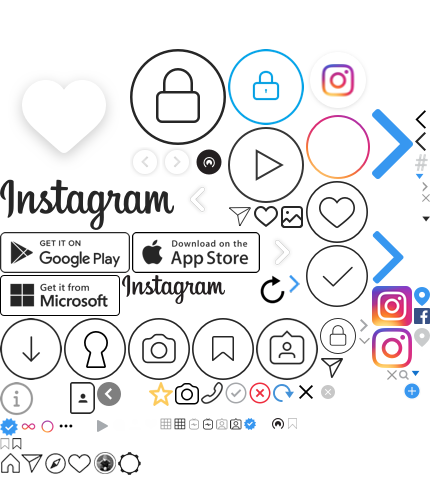 Instagram
GET IT ON
Google Play
Download on the
App Store
Get it from
Microsoft
Instagram